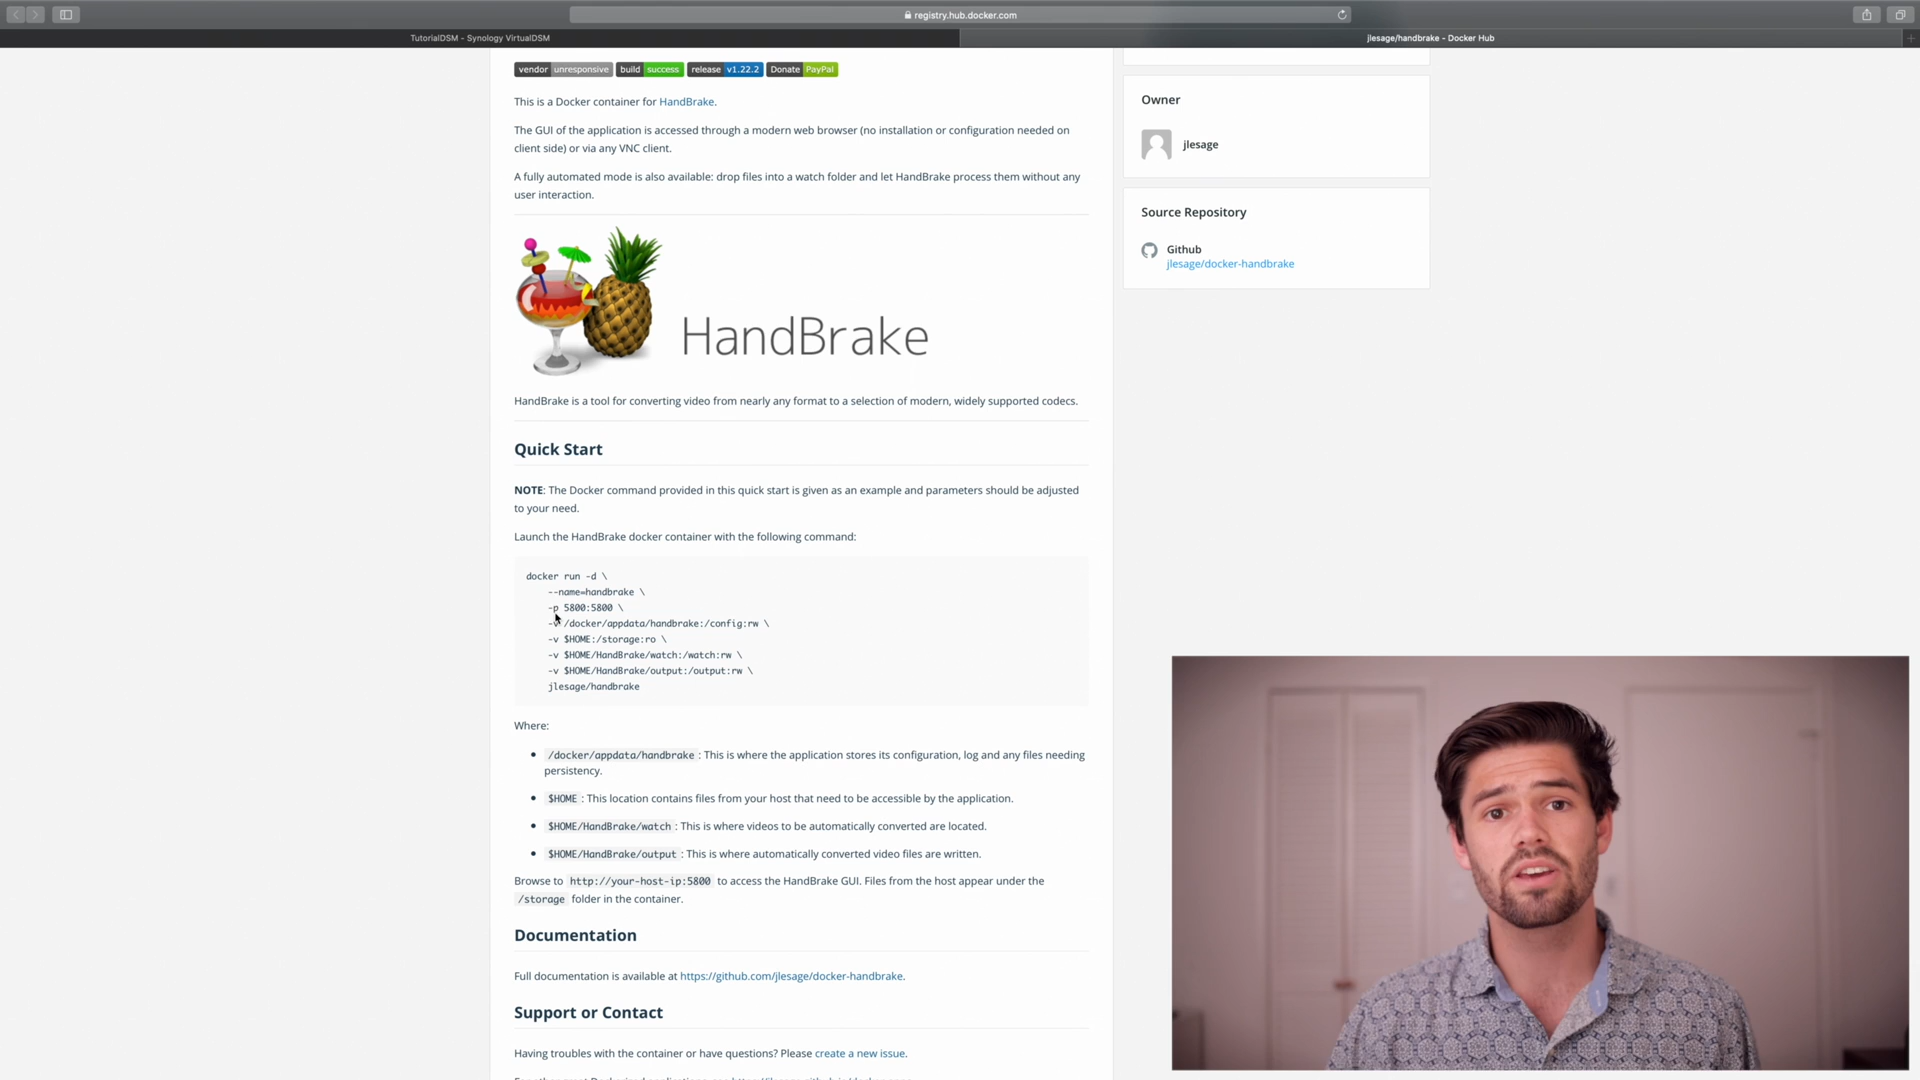 registry.hub.docker.com
TutorialDSM - Synology VirtualDSM
jlesage/handbrake - Docker Hub
vendor unresponsive build success release v1.22.2 Donate PayPal
This is a Docker container for HandBrake.
The GUI of the application is accessed through a modern web browser (no installation or configuration needed on
client side) or via any VNC client.
A fully automated mode is also available: drop files into a watch folder and let HandBrake process them without any
user interaction.
HandBrake
HandBrake is a tool for converting video from nearly any format to a selection of modern, widely supported codecs.
Quick Start
NOTE: The Docker command provided in this quick start is given as an example and parameters should be adjusted
to your need.
Launch the HandBrake docker container with the following command:
docker run -d \
--name=handbrake \
-p 5800:5800 \
-v /docker/appdata/handbrake:/config:rw \
-v $HOME:/storage:ro \
-v $HOME/HandBrake/watch:/watch:rw \
-v $HOME/HandBrake/output:/output:rw \
jlesage/handbrake
Where:
/docker/appdata/handbrake : This is where the application stores its configuration, log and any files needing
persistency.
$HOME : This location contains files from your host that need to be accessible by the application.
$HOME/HandBrake/watch : This is where videos to be automatically converted are located.
$HOME/HandBrake/output : This is where automatically converted video files are written.
Browse to http://your-host-ip:5800 to access the HandBrake GUI. Files from the host appear under the
/storage folder in the container.
Documentation
Full documentation is available at https://github.com/jlesage/docker-handbrake.
Support or Contact
Having troubles with the container or have questions? Please create a new issue.
Owner
jlesage
Source Repository
Github
jlesage/docker-handbrake